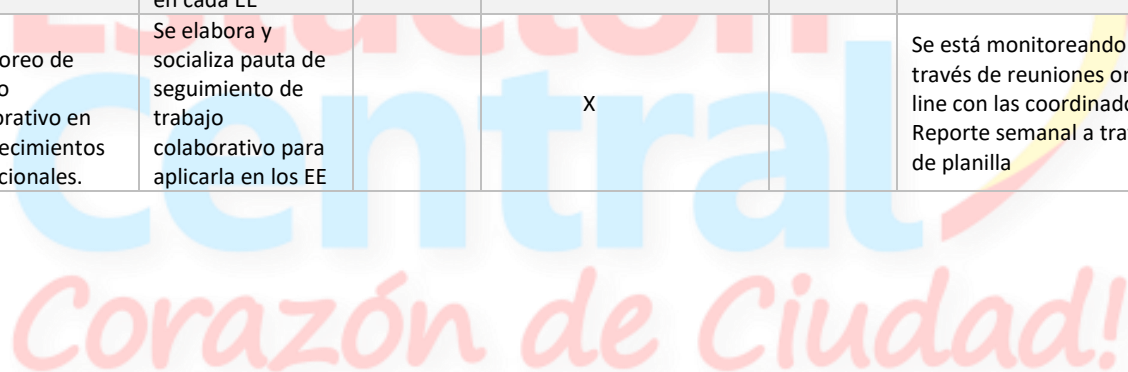 en cada EE
oreo de
o
orativo en
ecimientos
cionales.
Se elabora y
socializa pauta de
seguimiento de
trabajo
colaborativo para
aplicarla en los EE
X
Se está monitoreando
través de reuniones on
line con las coordinado
Reporte semanal a tra
de planilla
Estación
Central
Corazón de Ciudad!